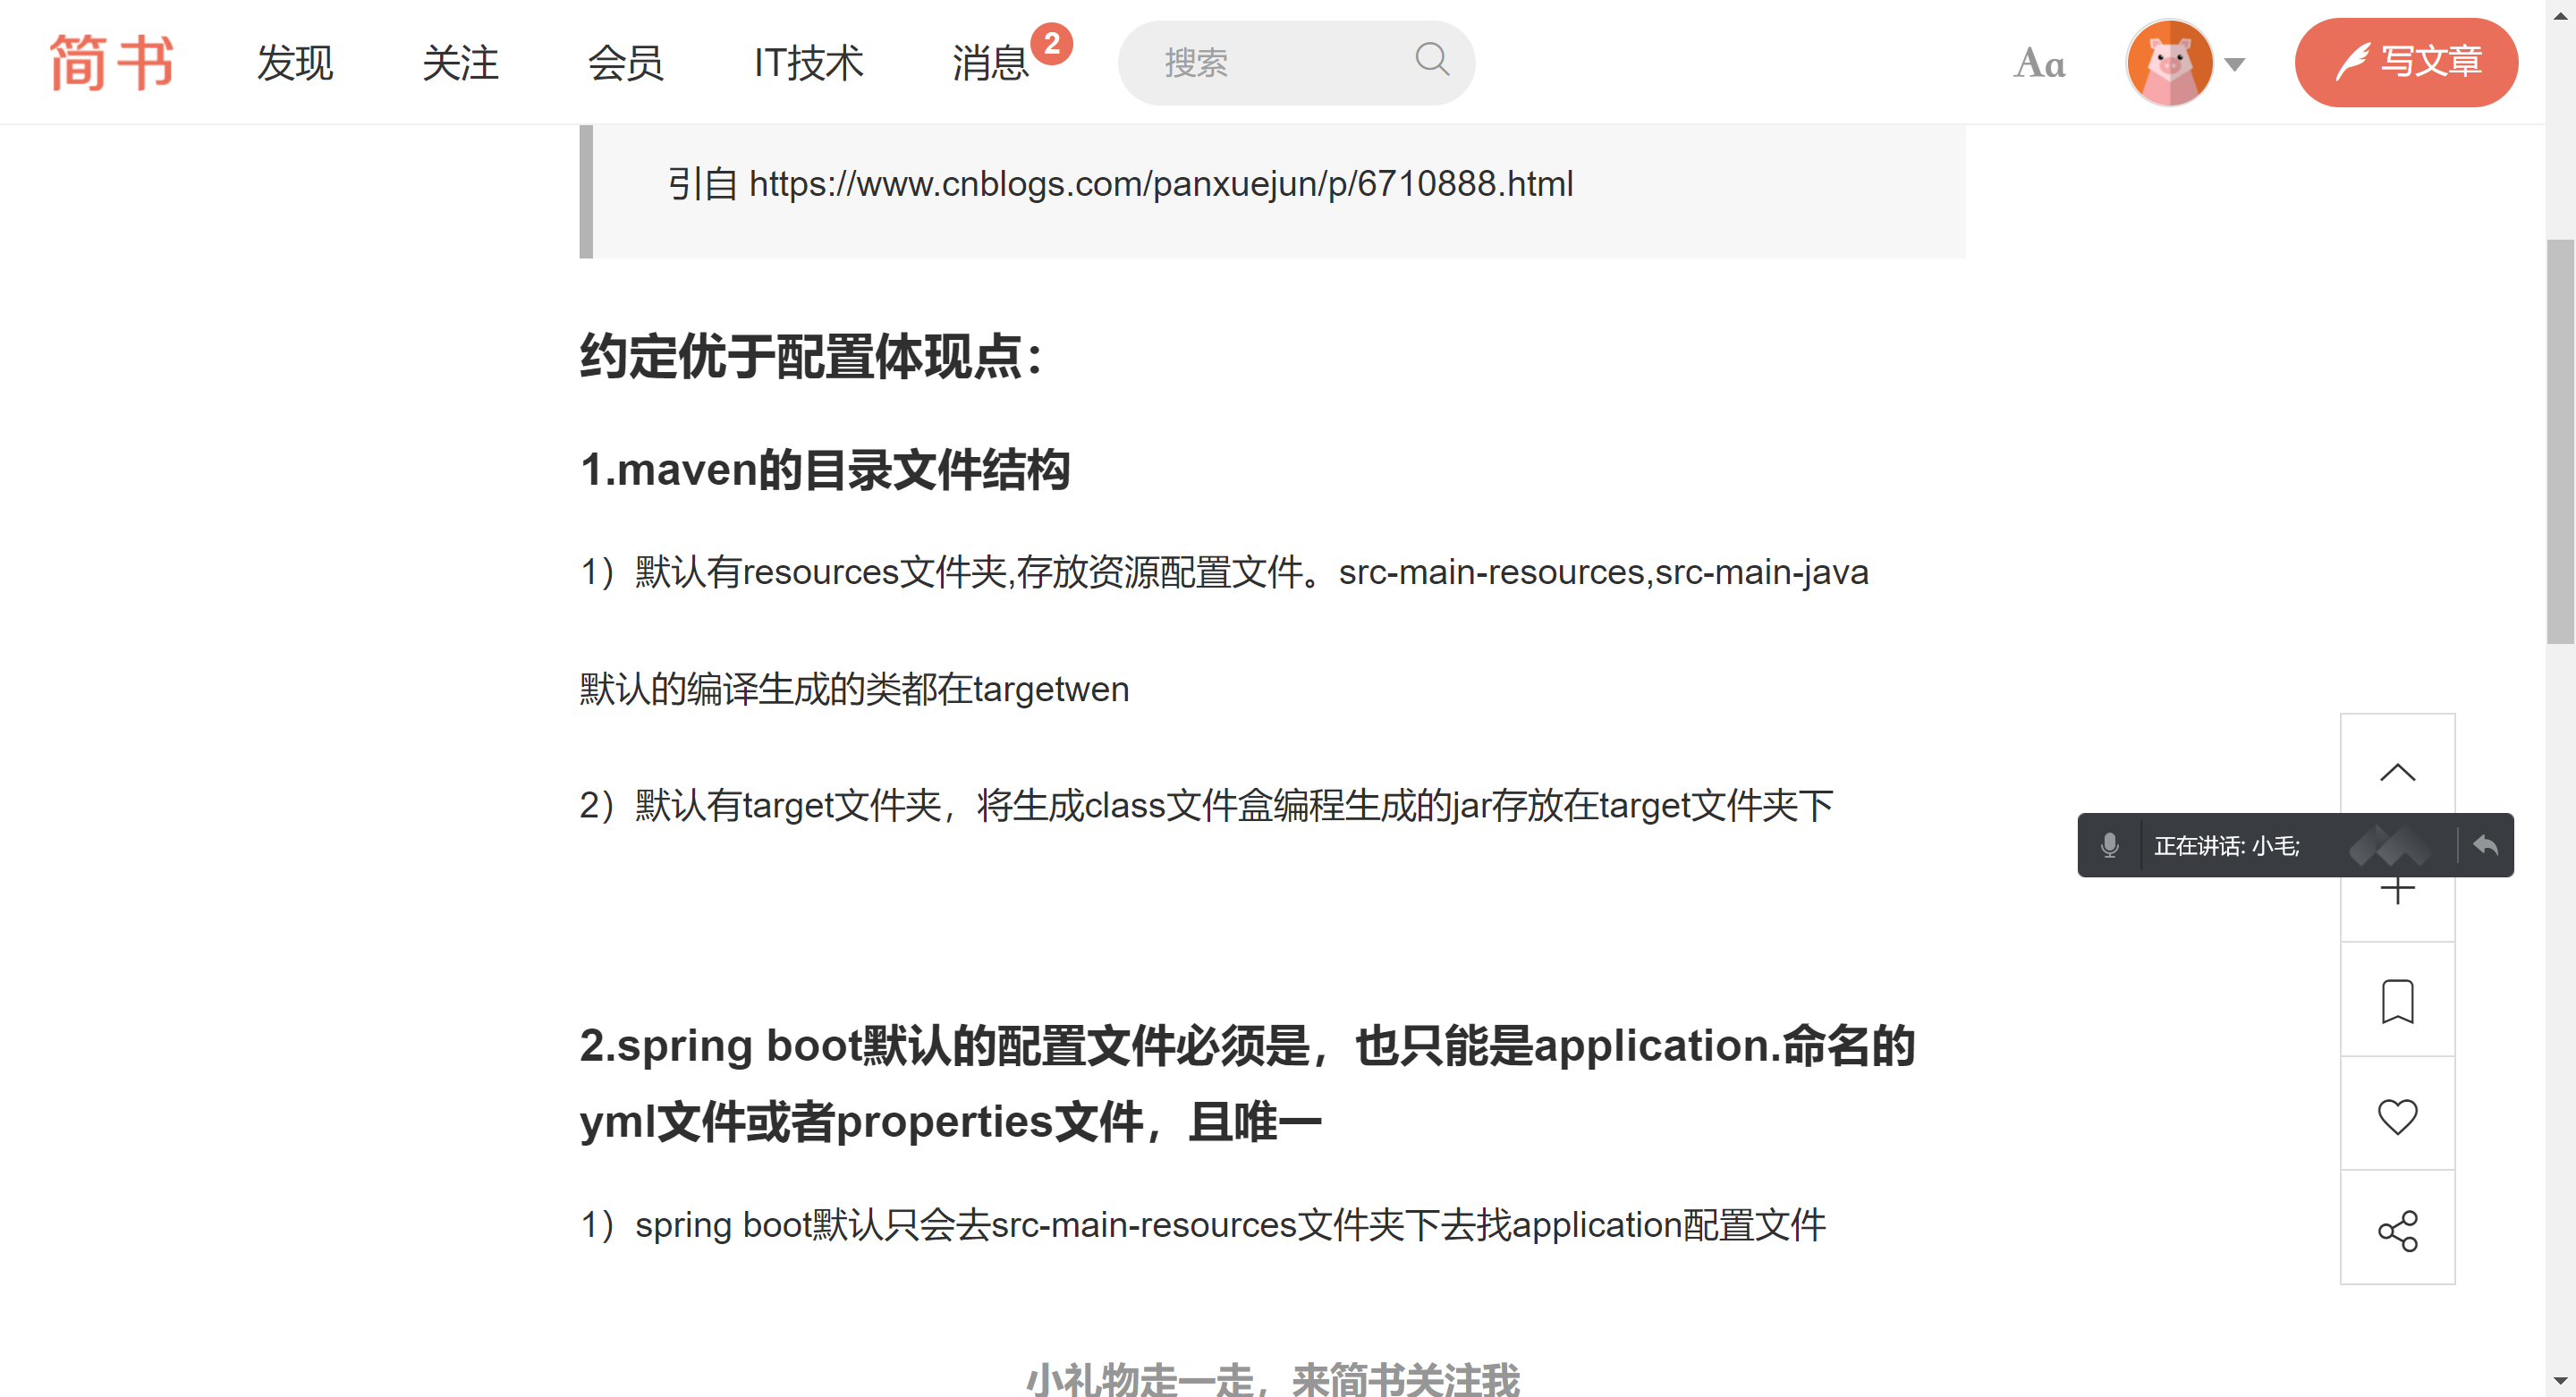 简书 发现 关注 会员 IT技术 消息 2 搜索 Aa 写文章
引自 https://www.cnblogs.com/panxuejun/p/6710888.html
约定优于配置体现点：
1.maven的目录文件结构
1）默认有resources文件夹,存放资源配置文件。src-main-resources,src-main-java
默认的编译生成的类都在targetwen
2）默认有target文件夹，将生成class文件盒编程生成的jar存放在target文件夹下
正在讲话: 小毛;
2.spring boot默认的配置文件必须是，也只能是application.命名的
yml文件或者properties文件，且唯一
1）spring boot默认只会去src-main-resources文件夹下去找application配置文件
小礼物走一走，来简书关注我